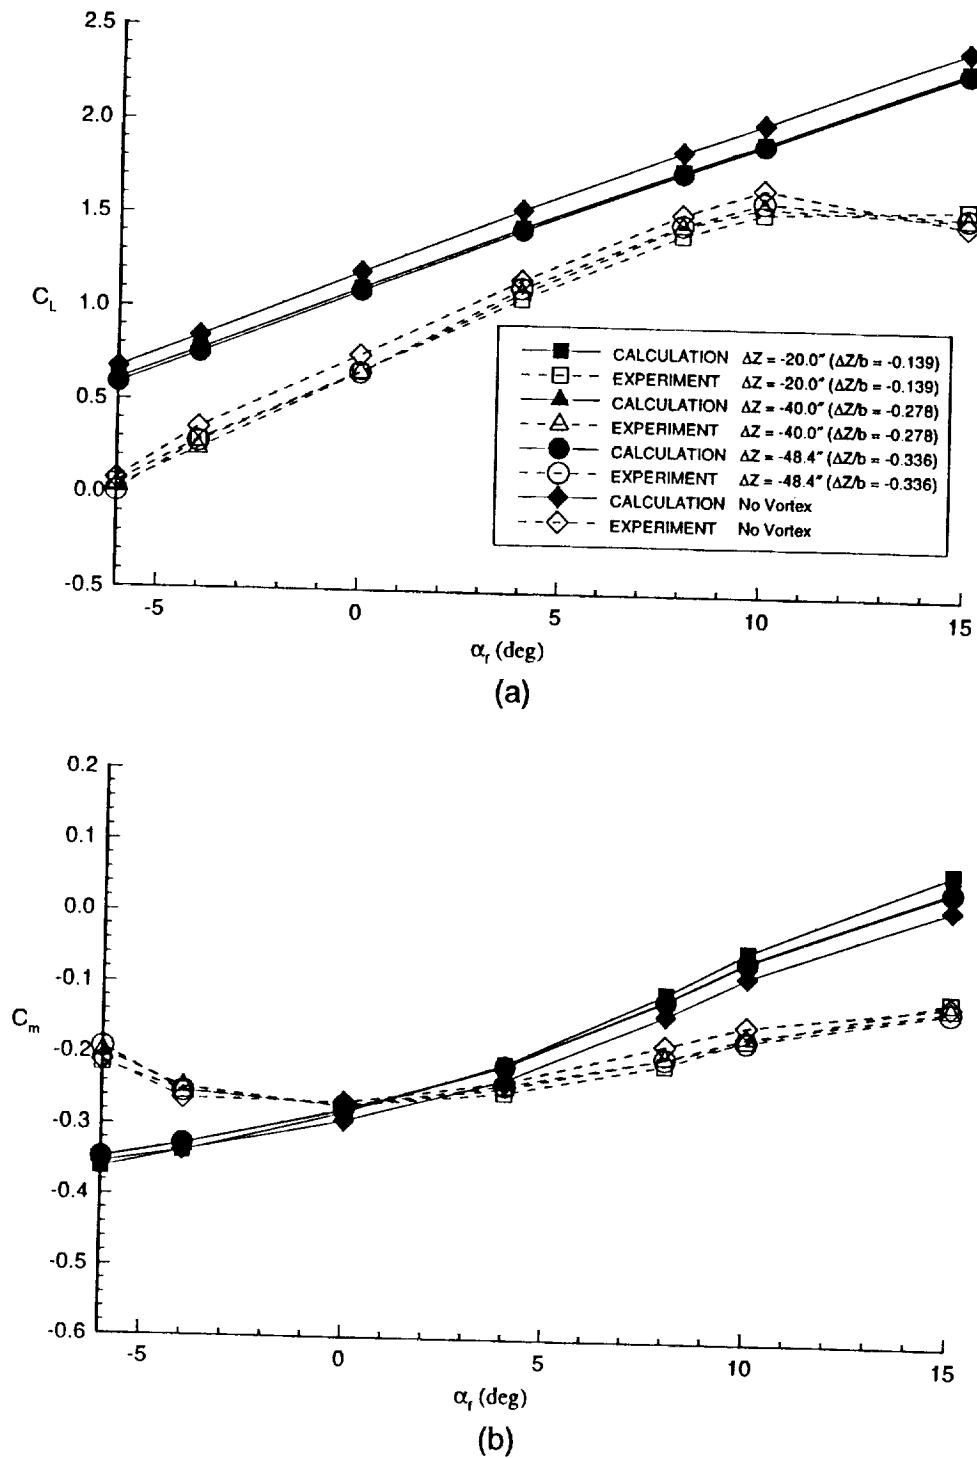 (a)
2.5
2.0
1.5
C_L
1.0
0.5
0.0
-0.5
CALCULATION ΔZ = -20.0″ (ΔZ/b = -0.139)
EXPERIMENT ΔZ = -20.0″ (ΔZ/b = -0.139)
CALCULATION ΔZ = -40.0″ (ΔZ/b = -0.278)
EXPERIMENT ΔZ = -40.0″ (ΔZ/b = -0.278)
CALCULATION ΔZ = -48.4″ (ΔZ/b = -0.336)
EXPERIMENT ΔZ = -48.4″ (ΔZ/b = -0.336)
CALCULATION No Vortex
EXPERIMENT No Vortex
-5 0 5 10 15
α_f (deg)
(a)
0.2
0.1
0.0
-0.1
C_m
-0.2
-0.3
-0.4
-0.5
-0.6
-5 0 5 10 15
α_f (deg)
(b)